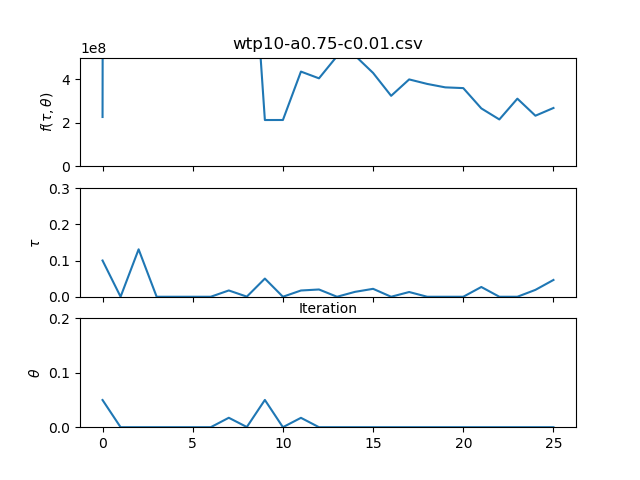 wtp10-a0.75-c0.01.csv
1e8
4
2
0
f(τ, θ)
0.3
0.2
0.1
0.0
τ
Iteration
0.2
0.1
0.0
θ
0 5 10 15 20 25